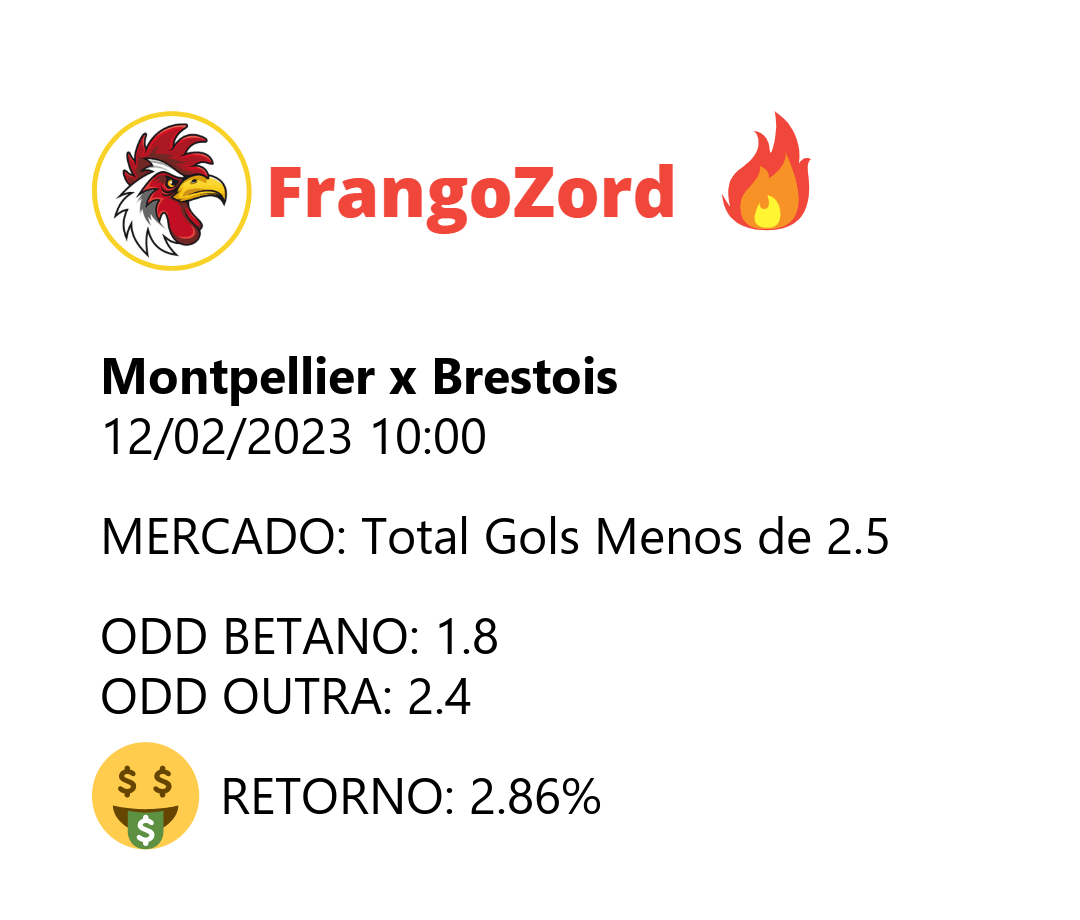 FrangoZord
Montpellier x Brestois
12/02/2023 10:00
MERCADO: Total Gols Menos de 2.5
ODD BETANO: 1.8
ODD OUTRA: 2.4
RETORNO: 2.86%